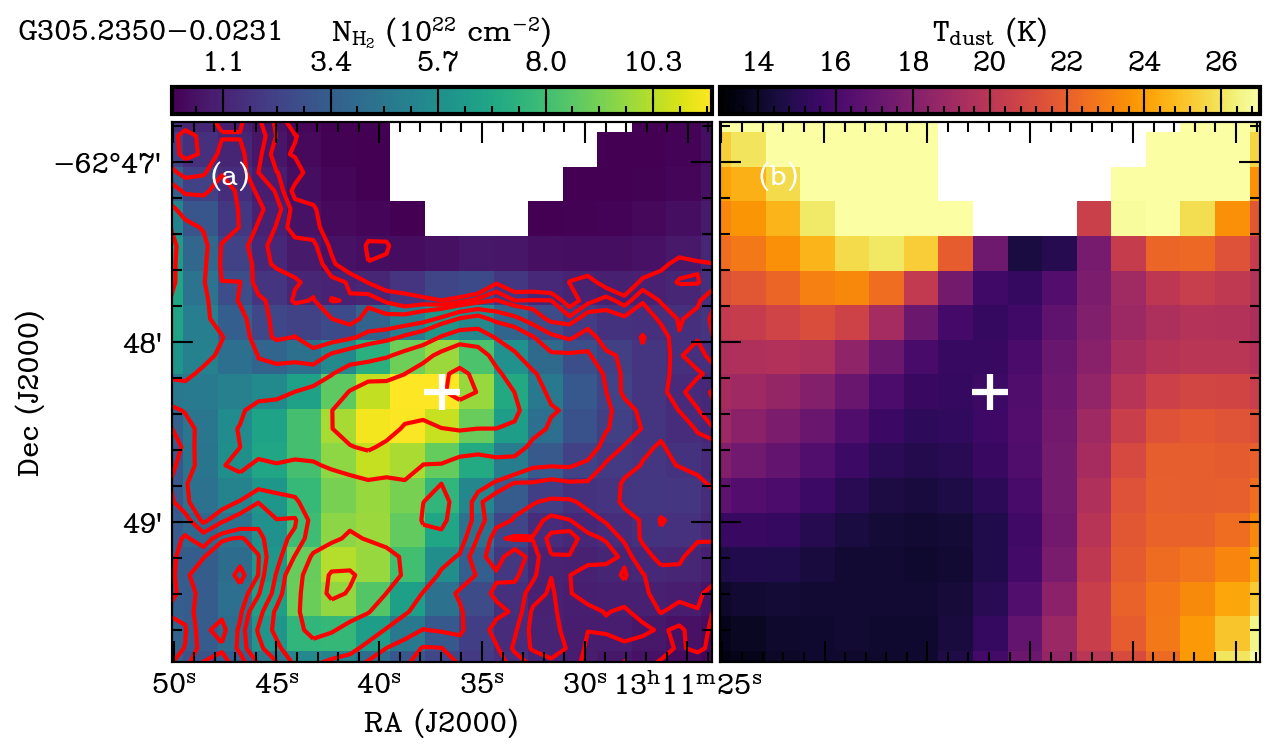 G305.2350−0.0231 N_H₂ (10²² cm⁻²) T_dust (K)
1.1 3.4 5.7 8.0 10.3 14 16 18 20 22 24 26
(a) (b)
−62°47'
48'
49'
Dec (J2000)
50ˢ 45ˢ 40ˢ 35ˢ 30ˢ 13ʰ11ᵐ25ˢ
RA (J2000)